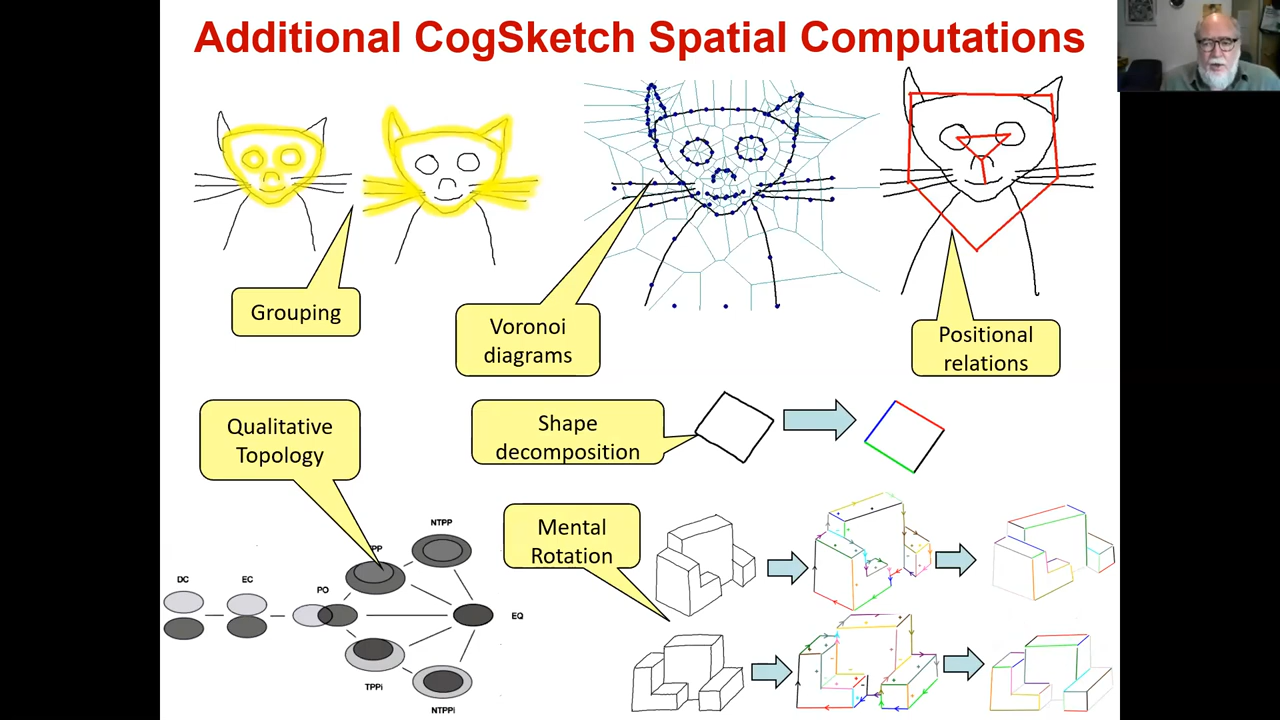 Additional CogSketch Spatial Computations
Grouping
Voronoi
diagrams
Positional
relations
Qualitative
Topology
Shape
decomposition
Mental
Rotation
NTPP
DC
EC
PO
EQ
TPPi
NTPPi